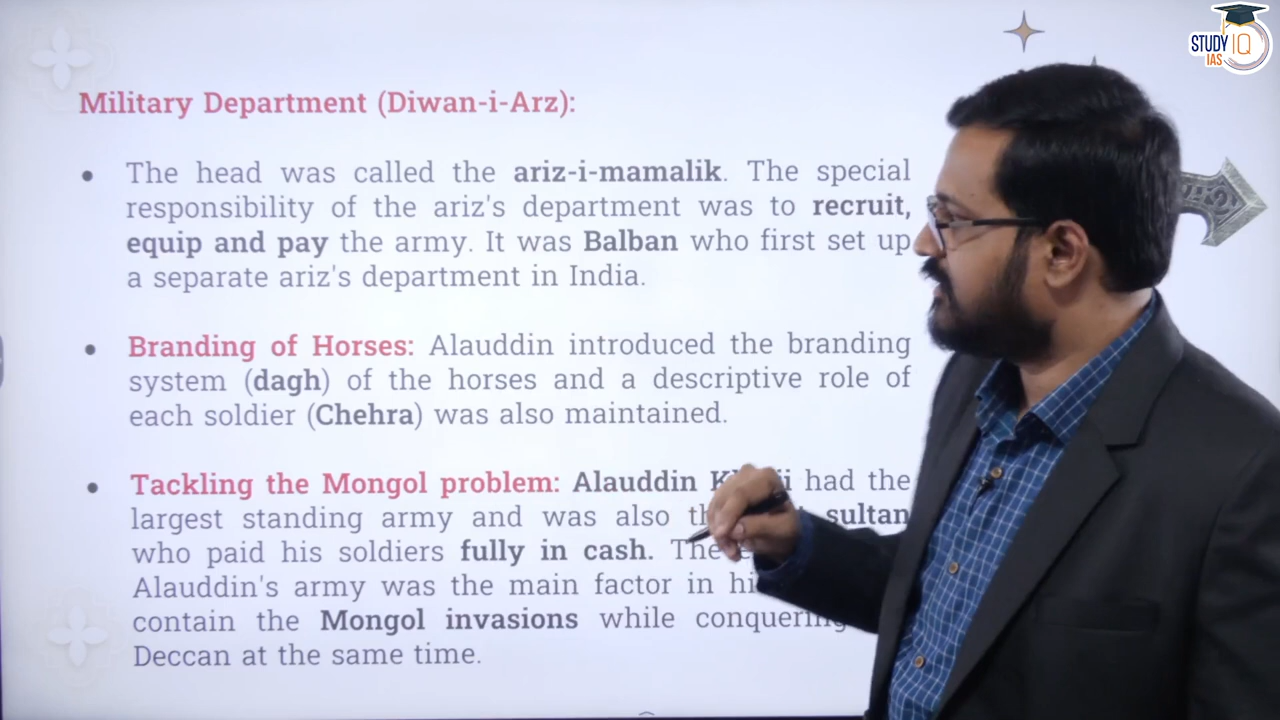 STUDY IQ
IAS
Military Department (Diwan-i-Arz):
• The head was called the ariz-i-mamalik. The special
responsibility of the ariz's department was to recruit,
equip and pay the army. It was Balban who first set up
a separate ariz's department in India.
• Branding of Horses: Alauddin introduced the branding
system (dagh) of the horses and a descriptive role of
each soldier (Chehra) was also maintained.
• Tackling the Mongol problem: Alauddin had the
largest standing army and was also sultan
who paid his soldiers fully in cash. The
Alauddin's army was the main factor in
contain the Mongol invasions while conquering
Deccan at the same time.